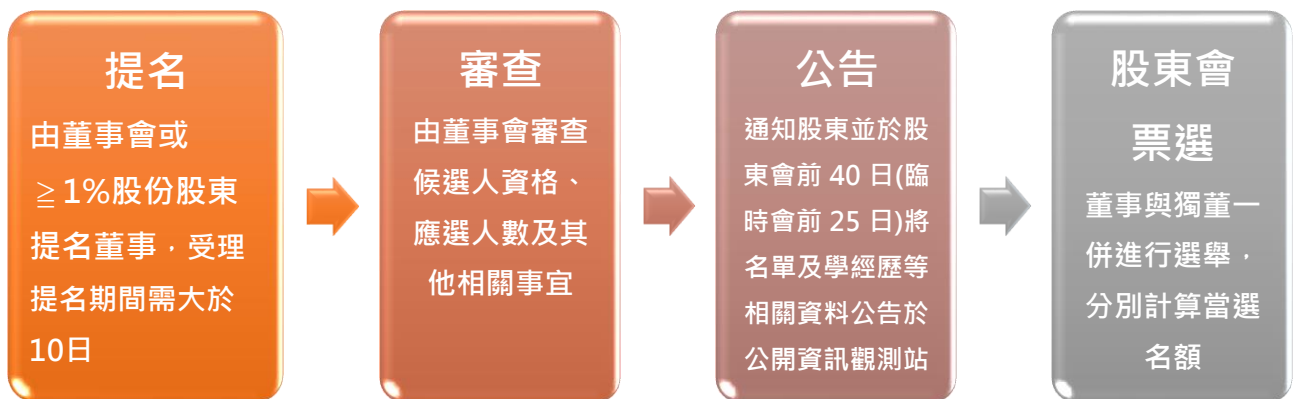 提名
由董事會或
≧1%股份股東
提名董事，受理
提名期間需大於
10日
審查
由董事會審查
候選人資格、
應選人數及其
他相關事宜
公告
通知股東並於股
東會前 40 日(臨
時會前 25 日)將
名單及學經歷等
相關資料公告於
公開資訊觀測站
股東會
票選
董事與獨董一
併進行選舉，
分別計算當選
名額